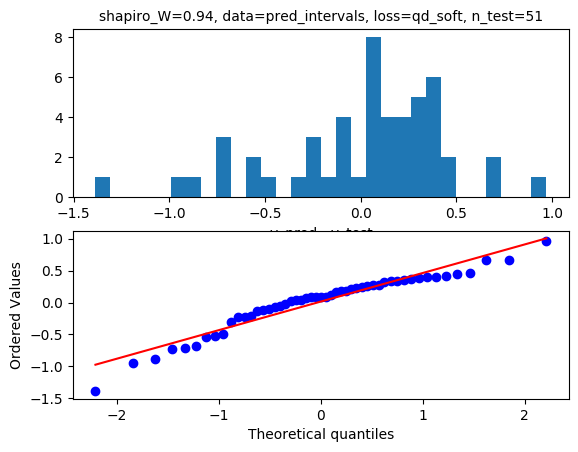 shapiro_W=0.94, data=pred_intervals, loss=qd_soft, n_test=51
8
6
4
2
0
−1.5 −1.0 −0.5 0.0 0.5 1.0
1.0
0.5
0.0
−0.5
−1.0
−1.5
Ordered Values
−2 −1 0 1 2
Theoretical quantiles